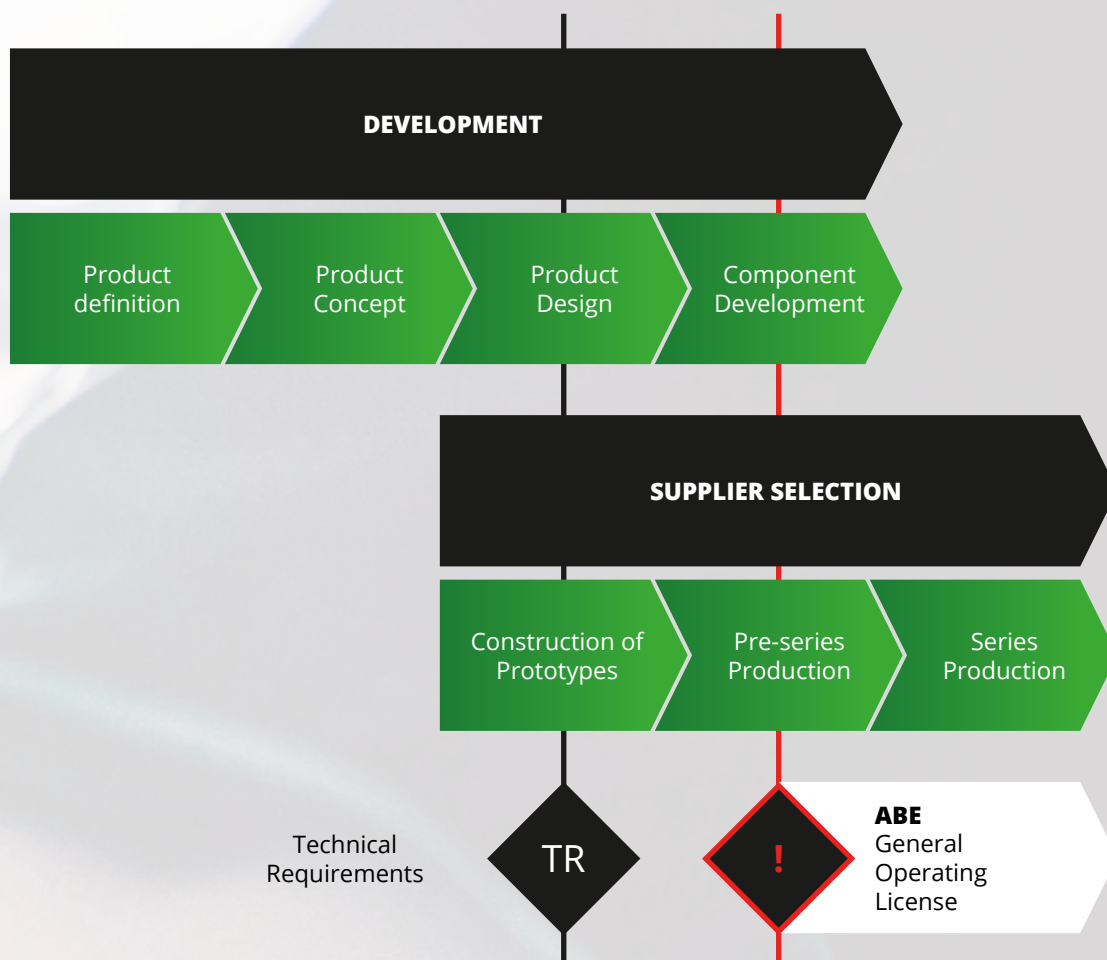 DEVELOPMENT
Product
definition
Product
Concept
Product
Design
Component
Development
SUPPLIER SELECTION
Construction of
Prototypes
Pre-series
Production
Series
Production
Technical
Requirements
TR
!
ABE
General
Operating
License